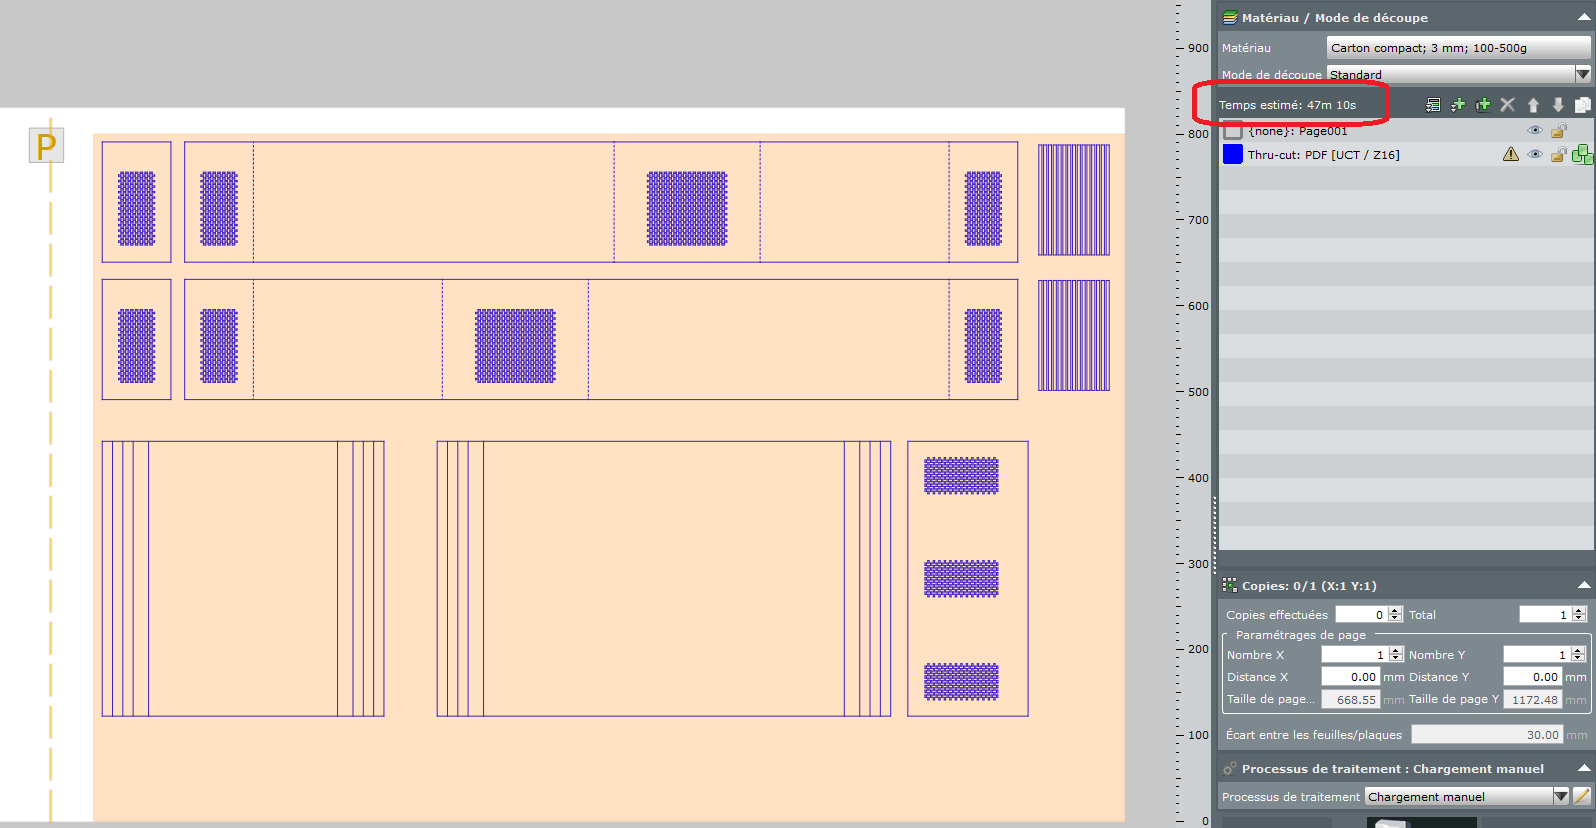 P
900
800
700
600
500
400
300
200
100
0
Matériau / Mode de découpe
Matériau Carton compact; 3 mm; 100-500g
Mode de découpe Standard
Temps estimé: 47m 10s
{none}: Page001
Thru-cut: PDF [UCT / Z16]
Copies: 0/1 (X:1 Y:1)
Copies effectuées 0 Total 1
Paramétrages de page
Nombre X 1 Nombre Y 1
Distance X 0.00 mm Distance Y 0.00 mm
Taille de page... 668.55 mm Taille de page Y 1172.48 mm
Écart entre les feuilles/plaques 30.00 mm
Processus de traitement : Chargement manuel
Processus de traitement Chargement manuel